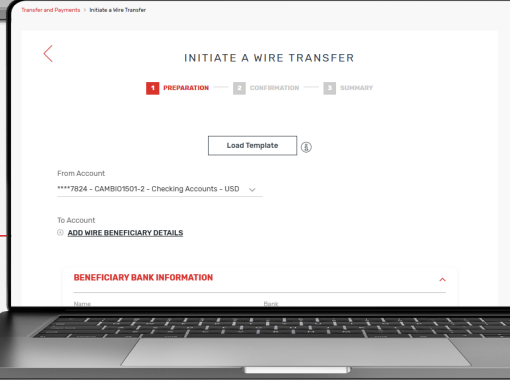 Transfer and Payments > Initiate a Wire Transfer
INITIATE A WIRE TRANSFER
1 PREPARATION 2 CONFIRMATION 3 SUMMARY
Load Template
From Account
****7824 - CAMBIO1501-2 - Checking Accounts - USD
To Account
ADD WIRE BENEFICIARY DETAILS
BENEFICIARY BANK INFORMATION
Name Bank